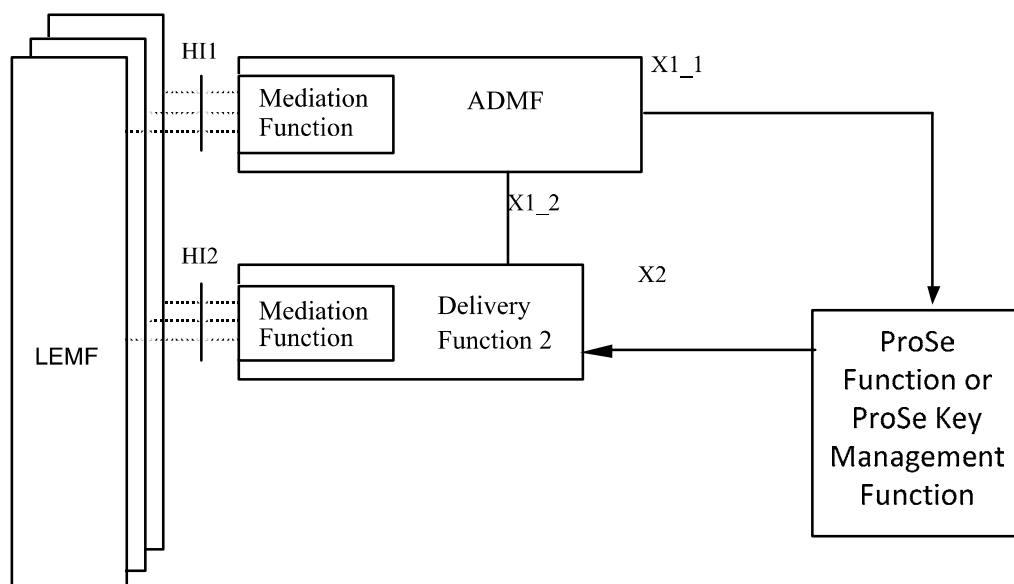 HI1
X1_1
Mediation
Function
ADMF
X1_2
HI2
X2
Mediation
Function
Delivery
Function 2
LEMF
ProSe
Function or
ProSe Key
Management
Function